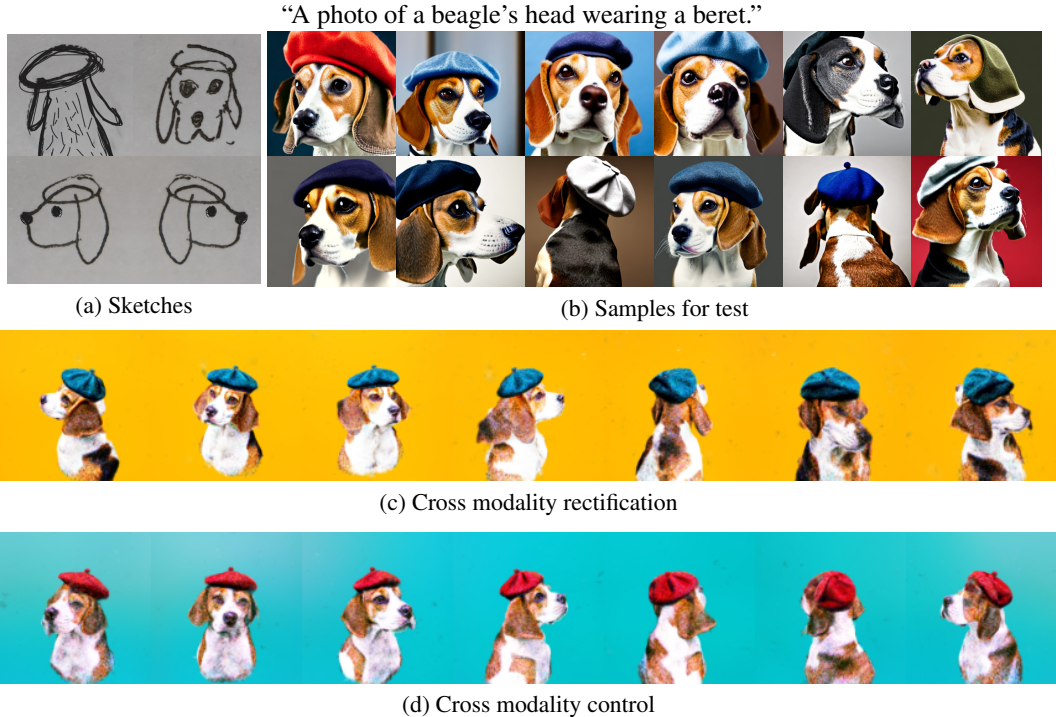 “A photo of a beagle’s head wearing a beret.”
(a) Sketches
(b) Samples for test
(c) Cross modality rectification
(d) Cross modality control